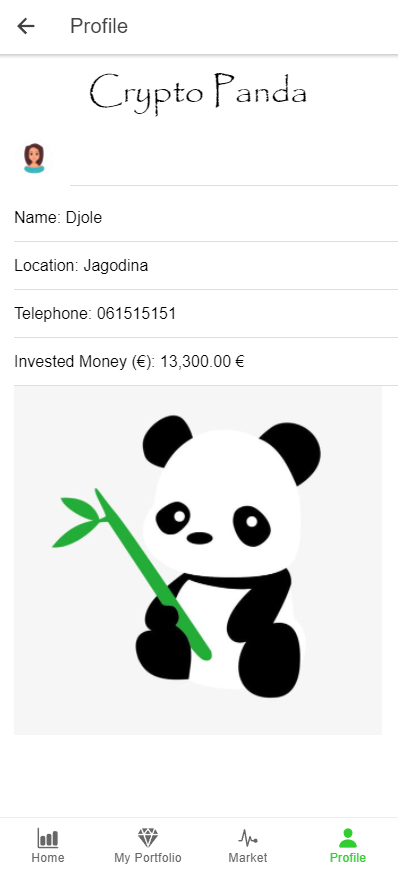 Profile
Crypto Panda
Name: Djole
Location: Jagodina
Telephone: 061515151
Invested Money (€): 13,300.00 €
Home
My Portfolio
Market
Profile